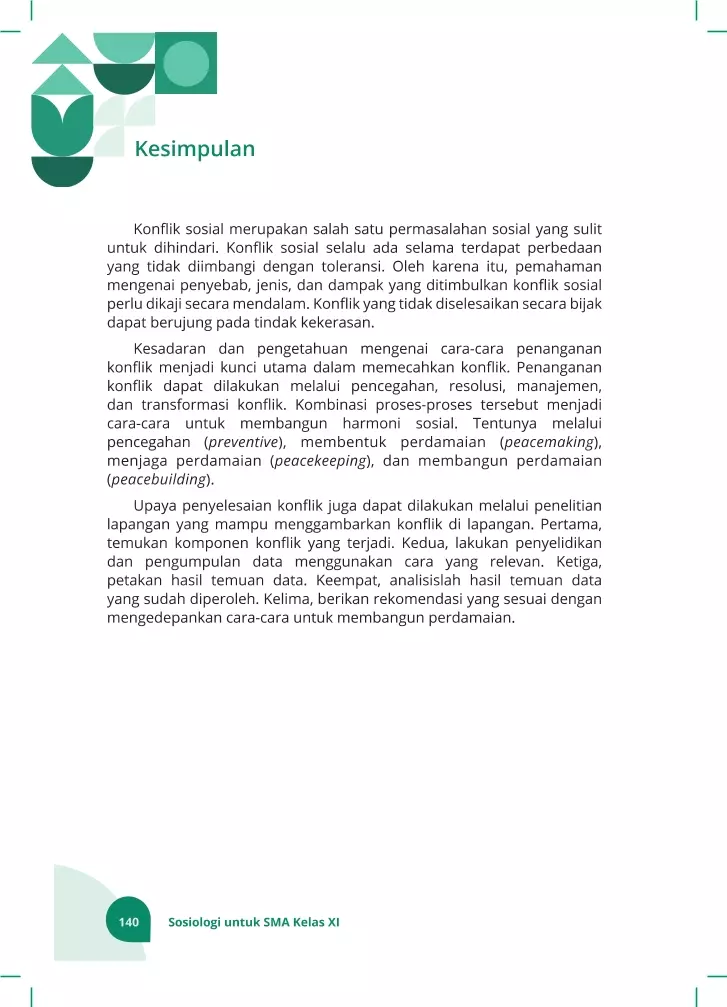 Kesimpulan
Konflik sosial merupakan salah satu permasalahan sosial yang sulit
untuk dihindari. Konflik sosial selalu ada selama terdapat perbedaan
yang tidak diimbangi dengan toleransi. Oleh karena itu, pemahaman
mengenai penyebab, jenis, dan dampak yang ditimbulkan konflik sosial
perlu dikaji secara mendalam. Konflik yang tidak diselesaikan secara bijak
dapat berujung pada tindak kekerasan.
Kesadaran dan pengetahuan mengenai cara-cara penanganan
konflik menjadi kunci utama dalam memecahkan konflik. Penanganan
konflik dapat dilakukan melalui pencegahan, resolusi, manajemen,
dan transformasi konflik. Kombinasi proses-proses tersebut menjadi
cara-cara untuk membangun harmoni sosial. Tentunya melalui
pencegahan (preventive), membentuk perdamaian (peacemaking),
menjaga perdamaian (peacekeeping), dan membangun perdamaian
(peacebuilding).
Upaya penyelesaian konflik juga dapat dilakukan melalui penelitian
lapangan yang mampu menggambarkan konflik di lapangan. Pertama,
temukan komponen konflik yang terjadi. Kedua, lakukan penyelidikan
dan pengumpulan data menggunakan cara yang relevan. Ketiga,
petakan hasil temuan data. Keempat, analisislah hasil temuan data
yang sudah diperoleh. Kelima, berikan rekomendasi yang sesuai dengan
mengedepankan cara-cara untuk membangun perdamaian.
140 Sosiologi untuk SMA Kelas XI